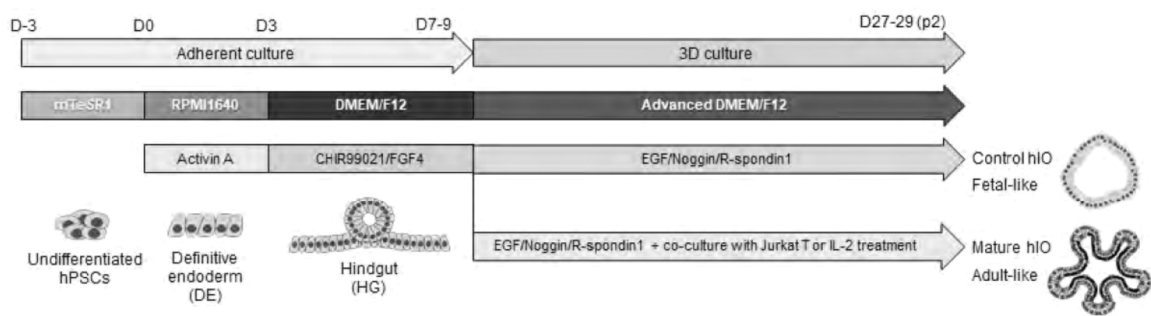 D-3 D0 D3 D7-9 D27-29 (p2)
Adherent culture 3D culture
mTeSR1 RPMI1640 DMEM/F12 Advanced DMEM/F12
Activin A CHIR99021/FGF4 EGF/Noggin/R-spondin1
Control hIO
Fetal-like
EGF/Noggin/R-spondin1 + co-culture with Jurkat T or IL-2 treatment
Mature hIO
Adult-like
Undifferentiated
hPSCs
Definitive
endoderm
(DE)
Hindgut
(HG)